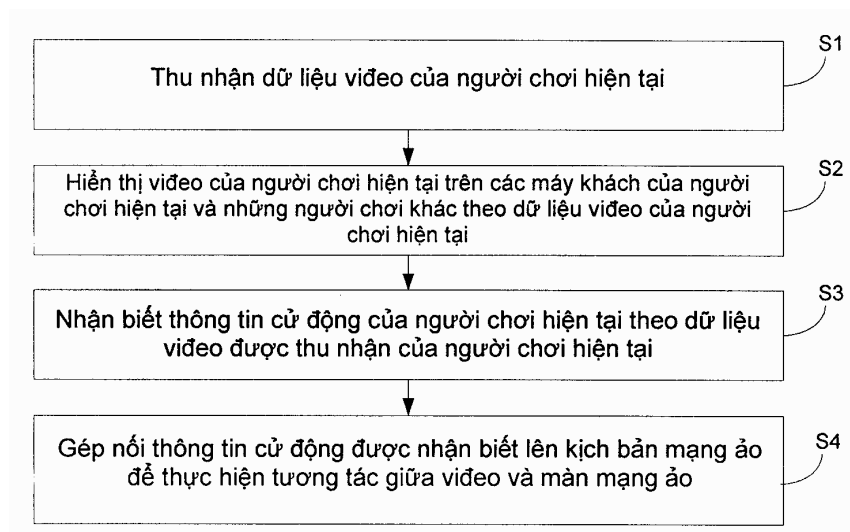 S1
Thu nhận dữ liệu viđeo của người chơi hiện tại
S2
Hiển thị viđeo của người chơi hiện tại trên các máy khách của người
chơi hiện tại và những người chơi khác theo dữ liệu viđeo của người
chơi hiện tại
S3
Nhận biết thông tin cử động của người chơi hiện tại theo dữ liệu
viđeo được thu nhận của người chơi hiện tại
S4
Gép nối thông tin cử động được nhận biết lên kịch bản mạng ảo
để thực hiện tương tác giữa viđeo và màn mạng ảo